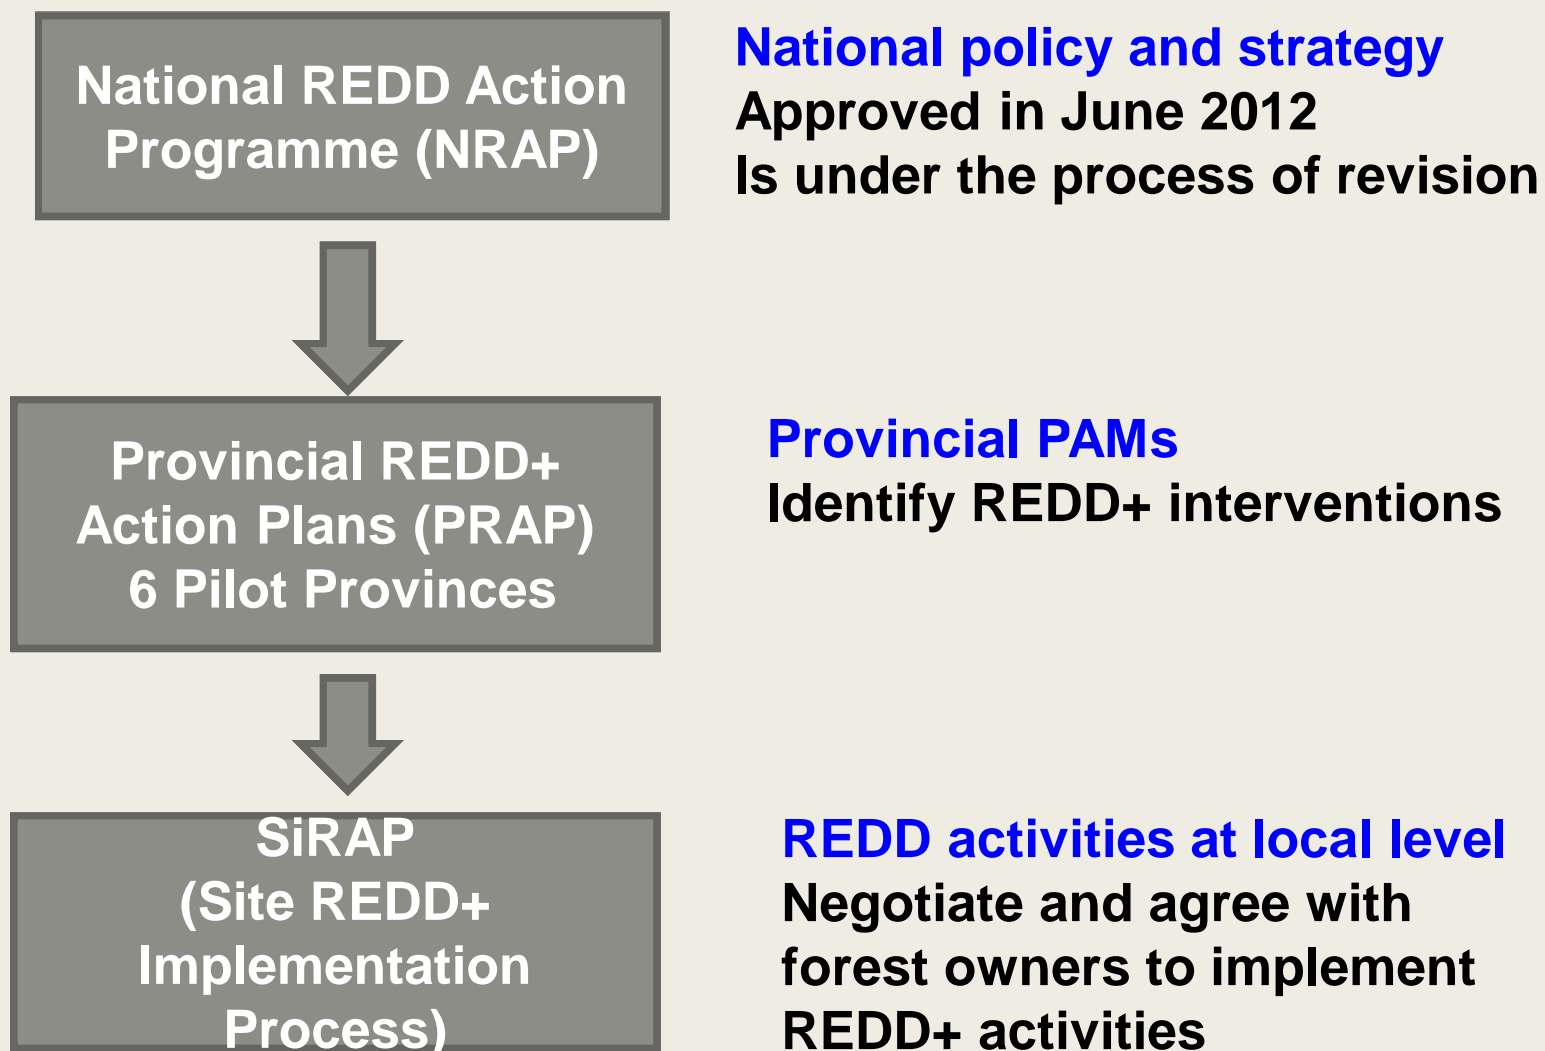 National REDD Action
Programme (NRAP)
National policy and strategy
Approved in June 2012
Is under the process of revision
Provincial REDD+
Action Plans (PRAP)
6 Pilot Provinces
Provincial PAMs
Identify REDD+ interventions
SiRAP
(Site REDD+
Implementation
Process)
REDD activities at local level
Negotiate and agree with
forest owners to implement
REDD+ activities